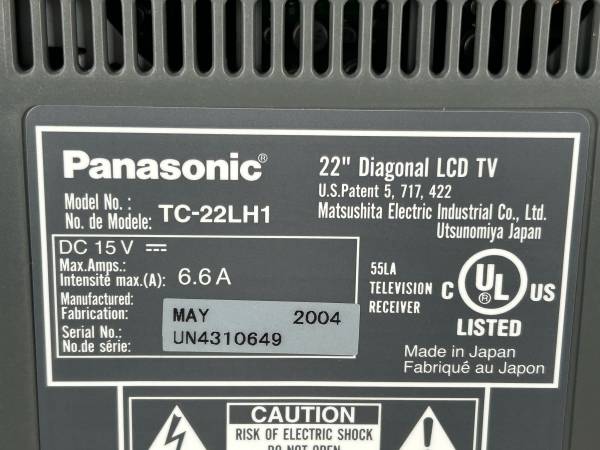 Panasonic®
22" Diagonal LCD TV
U.S.Patent 5, 717, 422
Model No. :
No. de Modele: TC-22LH1
Matsushita Electric Industrial Co., Ltd.
Utsunomiya Japan
DC 15 V
Max.Amps.:
Intensité max.(A): 6.6 A
Manufactured:
Fabrication: MAY 2004
Serial No.:
No.de série: UN4310649
55LA
TELEVISION
RECEIVER
C UL ® US
LISTED
Made in Japan
Fabriqué au Japon
CAUTION
RISK OF ELECTRIC SHOCK
DO NOT OPEN